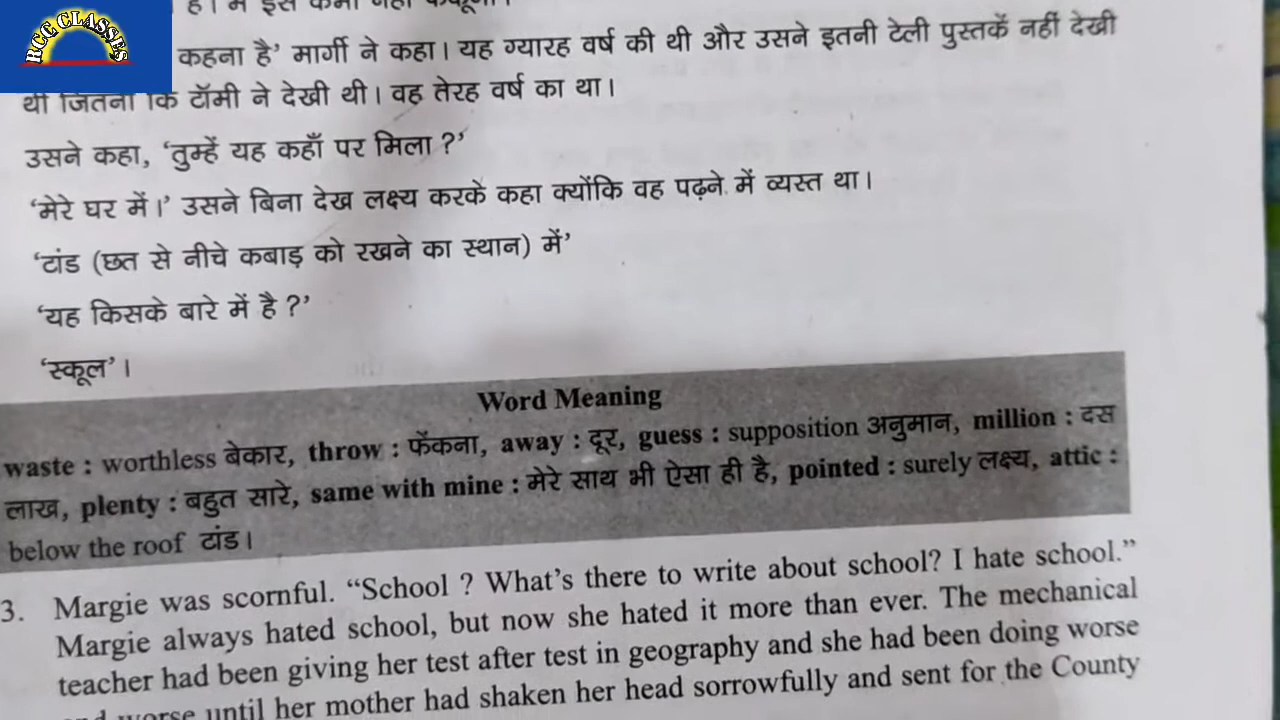 RCG CLASSES
है। मैं इसे कभी नहीं
कहना है’ मार्गी ने कहा। यह ग्यारह वर्ष की थी और उसने इतनी टेली पुस्तकें नहीं देखी
थी जितनी कि टॉमी ने देखी थी। वह तेरह वर्ष का था।
उसने कहा, ‘तुम्हें यह कहाँ पर मिला ?’
‘मेरे घर में।’ उसने बिना देख लक्ष्य करके कहा क्योंकि वह पढ़ने में व्यस्त था।
‘टांड (छत से नीचे कबाड़ को रखने का स्थान) में’
‘यह किसके बारे में है ?’
‘स्कूल’।
Word Meaning
waste : worthless बेकार, throw : फेंकना, away : दूर, guess : supposition अनुमान, million : दस
लाख, plenty : बहुत सारे, same with mine : मेरे साथ भी ऐसा ही है, pointed : surely लक्ष्य, attic :
below the roof टांड।
3. Margie was scornful. “School ? What’s there to write about school? I hate school.”
Margie always hated school, but now she hated it more than ever. The mechanical
teacher had been giving her test after test in geography and she had been doing worse
and worse until her mother had shaken her head sorrowfully and sent for the County